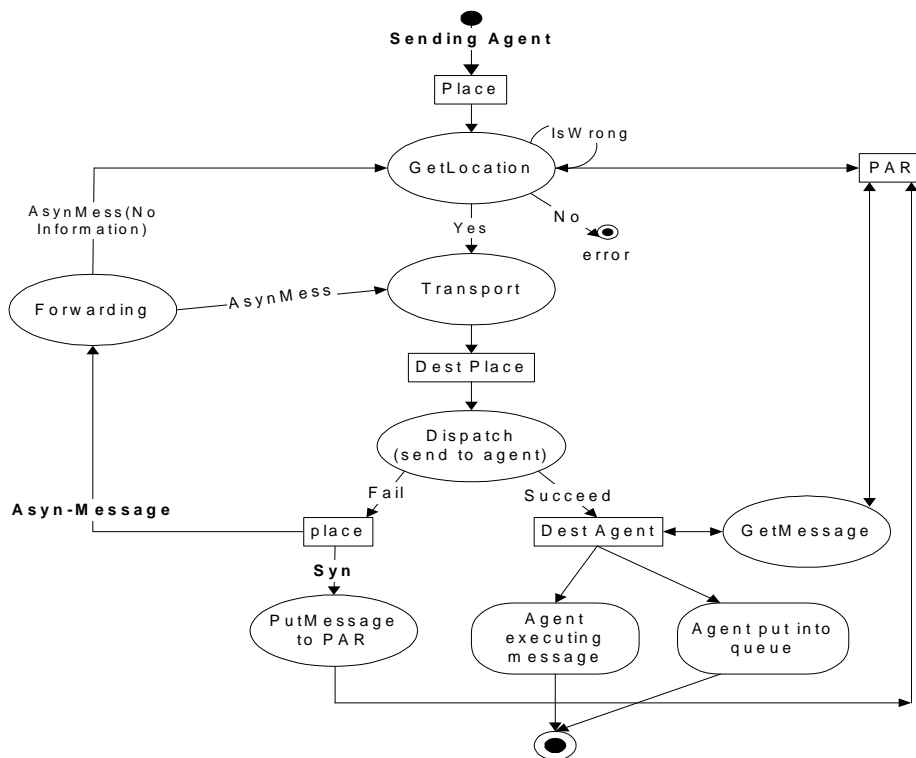 Sending Agent
Place
IsWrong
GetLocation
PAR
AsynMess(No
Information)
Yes
No
error
Forwarding
AsynMess
Transport
Dest Place
Dispatch
(send to agent)
Fail
Succeed
Asyn-Message
place
Dest Agent
GetMessage
Syn
PutMessage
to PAR
Agent
executing
message
Agent put into
queue